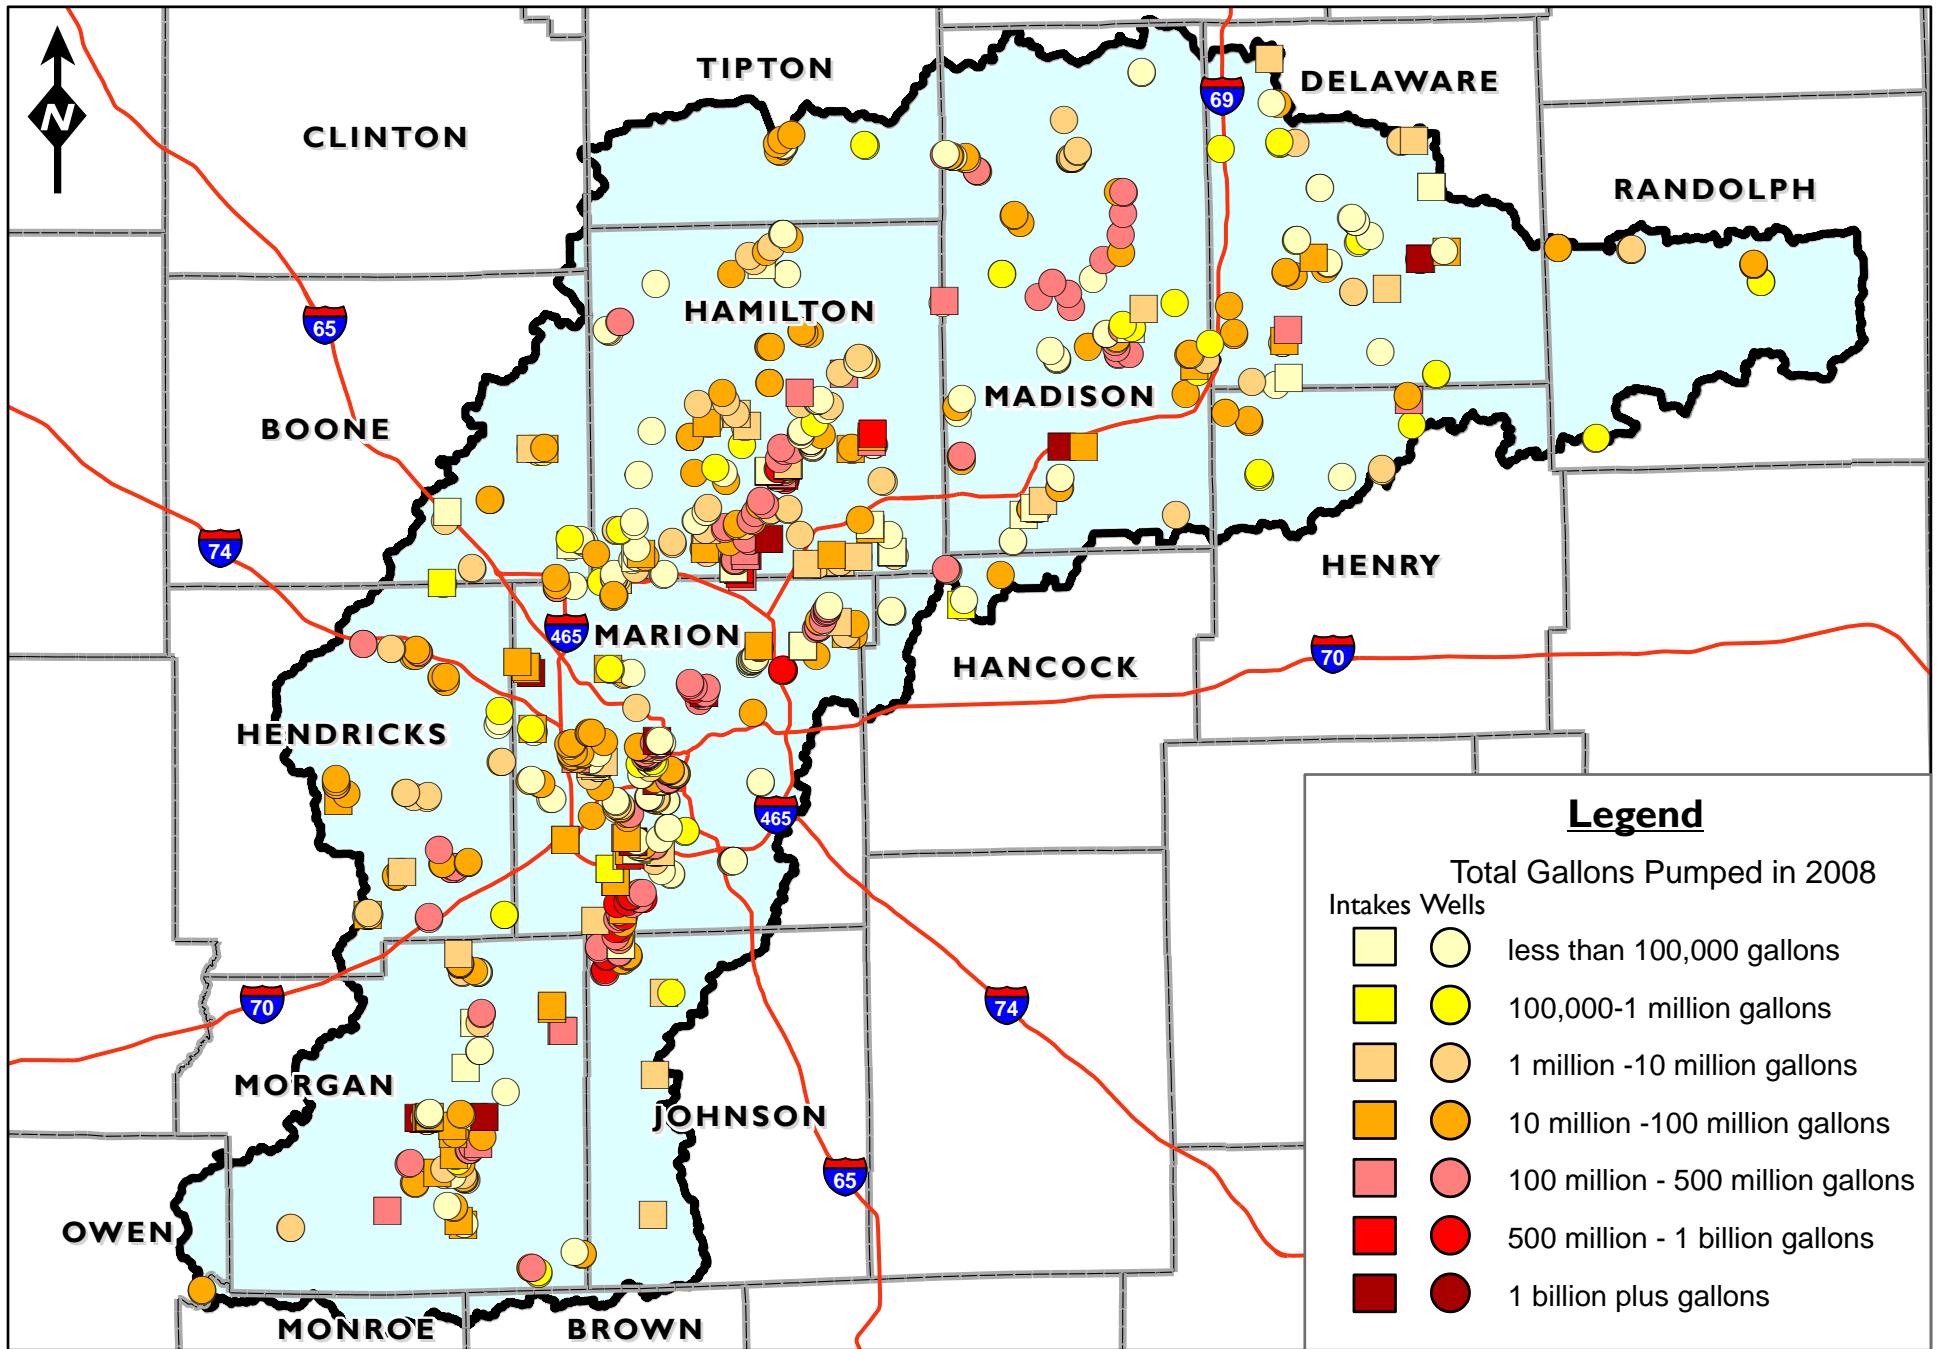 N
TIPTON
DELAWARE
69
CLINTON
RANDOLPH
HAMILTON
65
MADISON
BOONE
74
HENRY
465
MARION
70
HANCOCK
HENDRICKS
465
Legend
Total Gallons Pumped in 2008
Intakes Wells
less than 100,000 gallons
100,000-1 million gallons
1 million -10 million gallons
10 million -100 million gallons
100 million - 500 million gallons
500 million - 1 billion gallons
1 billion plus gallons
70
74
MORGAN
JOHNSON
65
OWEN
MONROE
BROWN